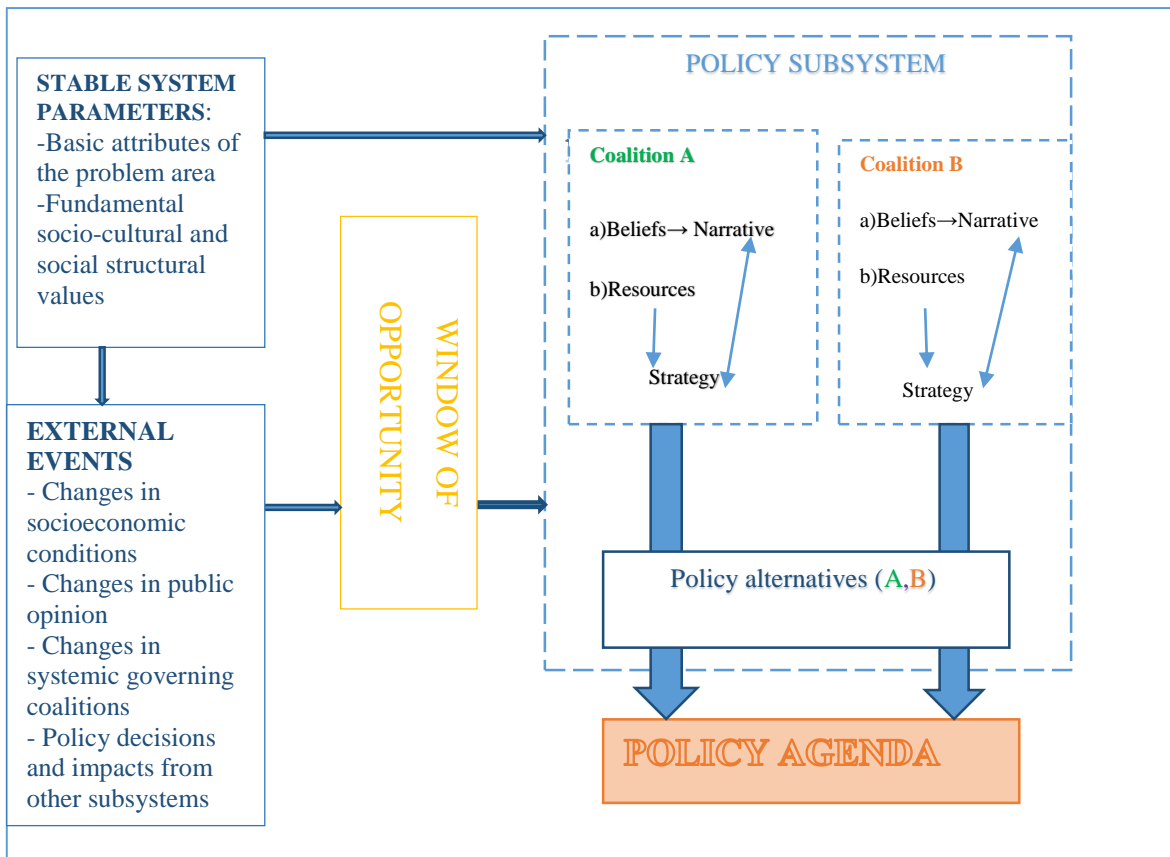 STABLE SYSTEM
PARAMETERS:
-Basic attributes of
the problem area
-Fundamental
socio-cultural and
social structural
values
EXTERNAL
EVENTS
- Changes in
socioeconomic
conditions
- Changes in public
opinion
- Changes in
systemic governing
coalitions
- Policy decisions
and impacts from
other subsystems
WINDOW OF
OPPORTUNITY
POLICY SUBSYSTEM
Coalition A
a)Beliefs→ Narrative
b)Resources
Strategy
Coalition B
a)Beliefs→Narrative
b)Resources
Strategy
Policy alternatives (A,B)
POLICY AGENDA